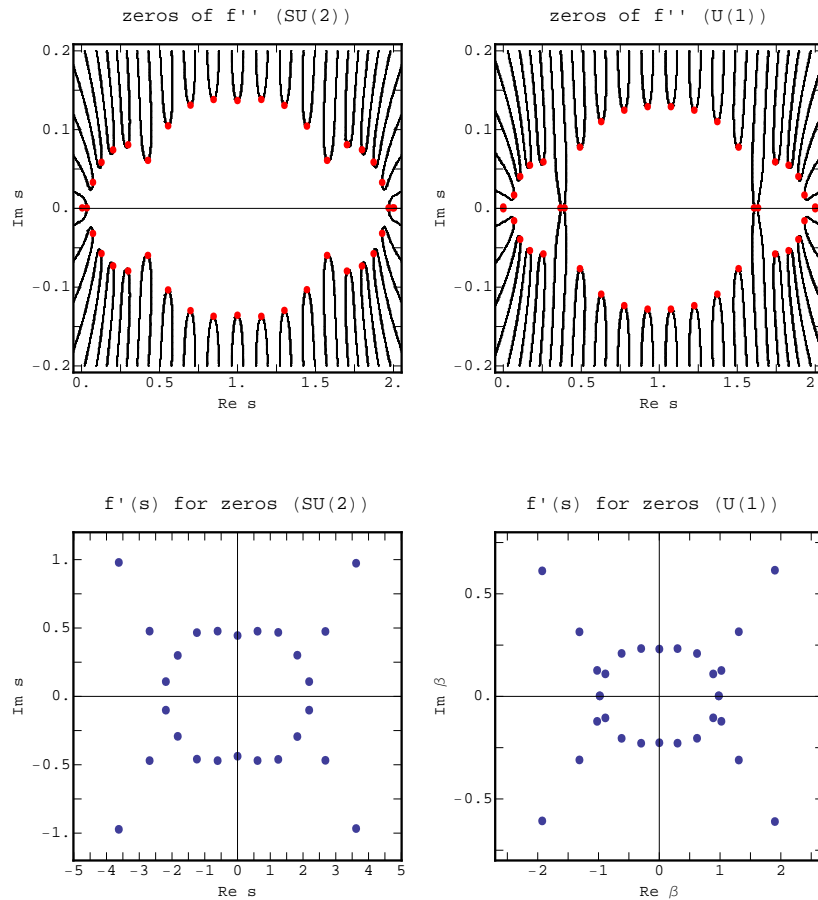 zeros of f'' (SU(2))
0.2
0.1
0.
-0.1
-0.2
Im s
0. 0.5 1.0 1.5 2.
Re s
zeros of f'' (U(1))
0.2
0.1
0.
-0.1
-0.2
Im s
0. 0.5 1.0 1.5 2.
Re s
f'(s) for zeros (SU(2))
1.
0.5
0.
-0.5
-1.
Im s
-5 -4 -3 -2 -1 0 1 2 3 4 5
Re s
f'(s) for zeros (U(1))
0.5
0.
-0.5
Im β
-2 -1 0 1 2
Re β